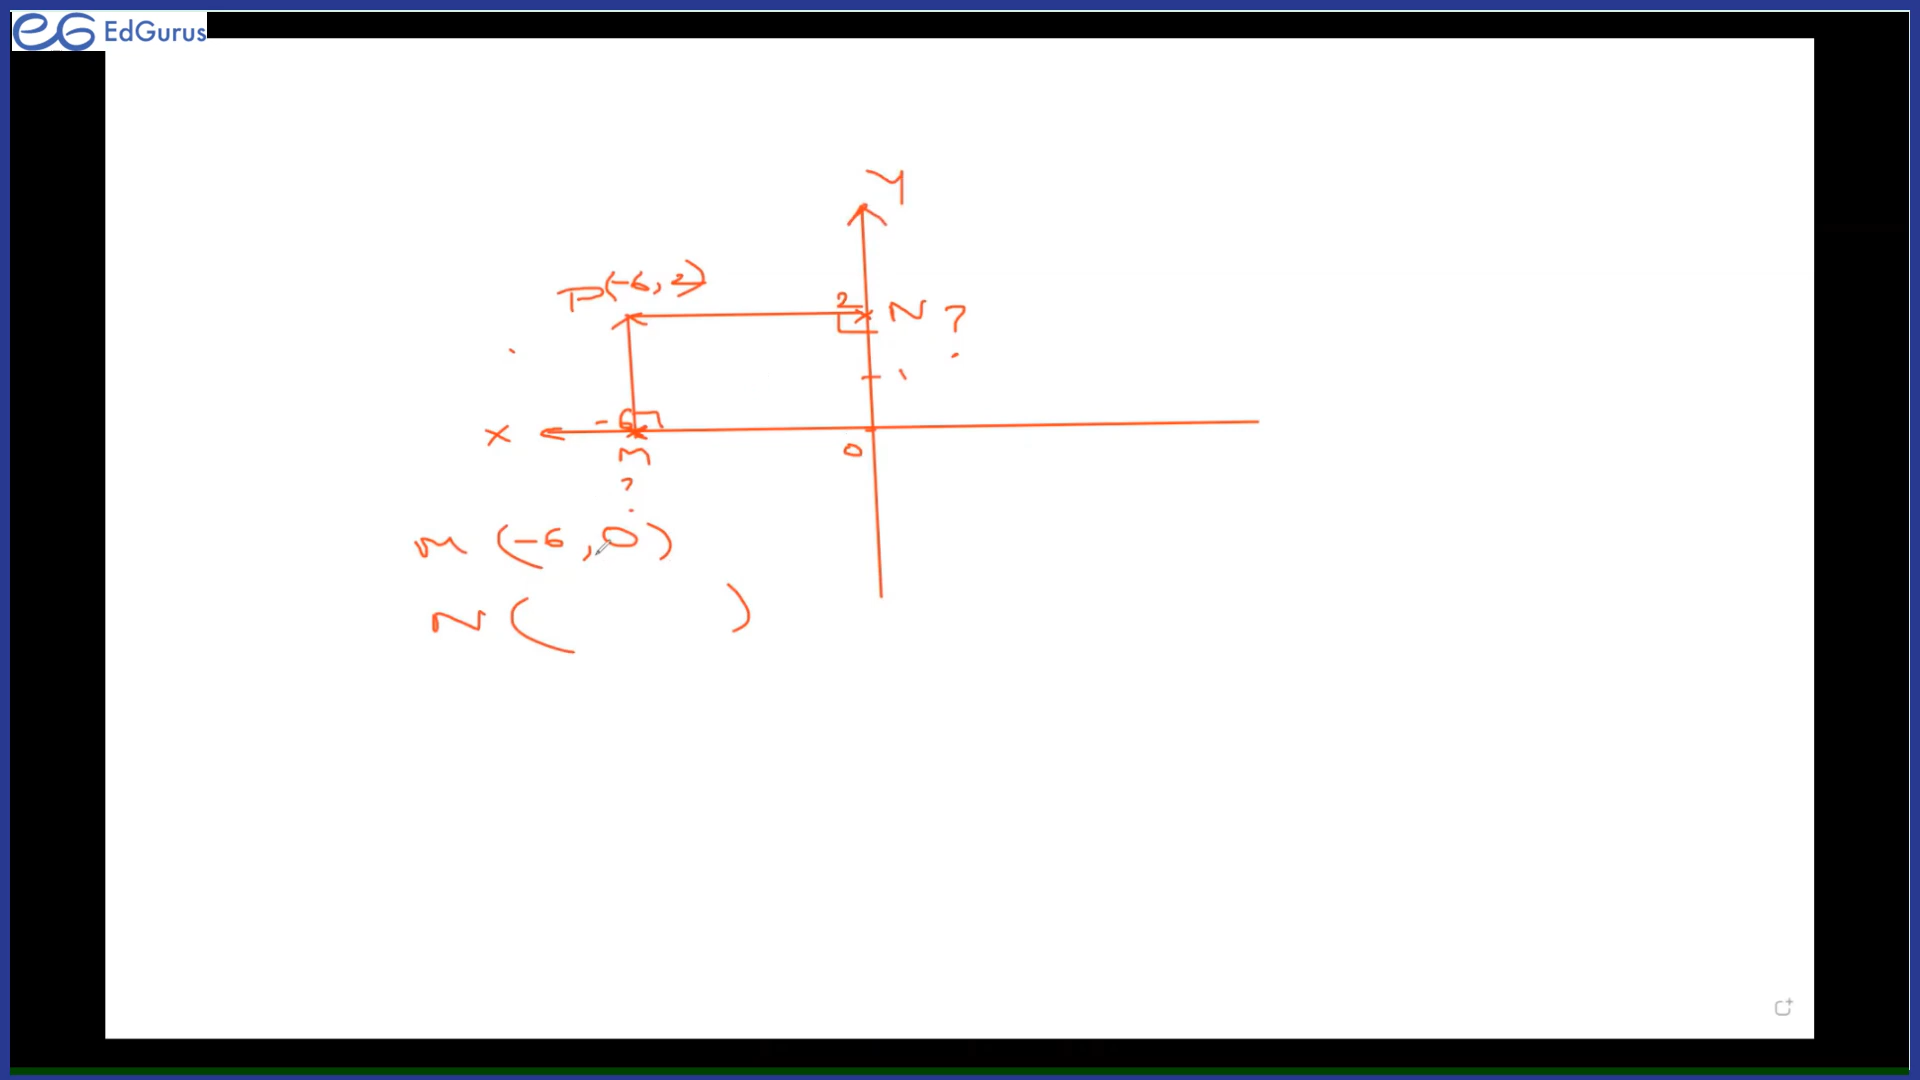 EdGurus
Y
P(-6, 2)
2
N ?
-6
X
M
?
0
M (-6, 0)
N (        )